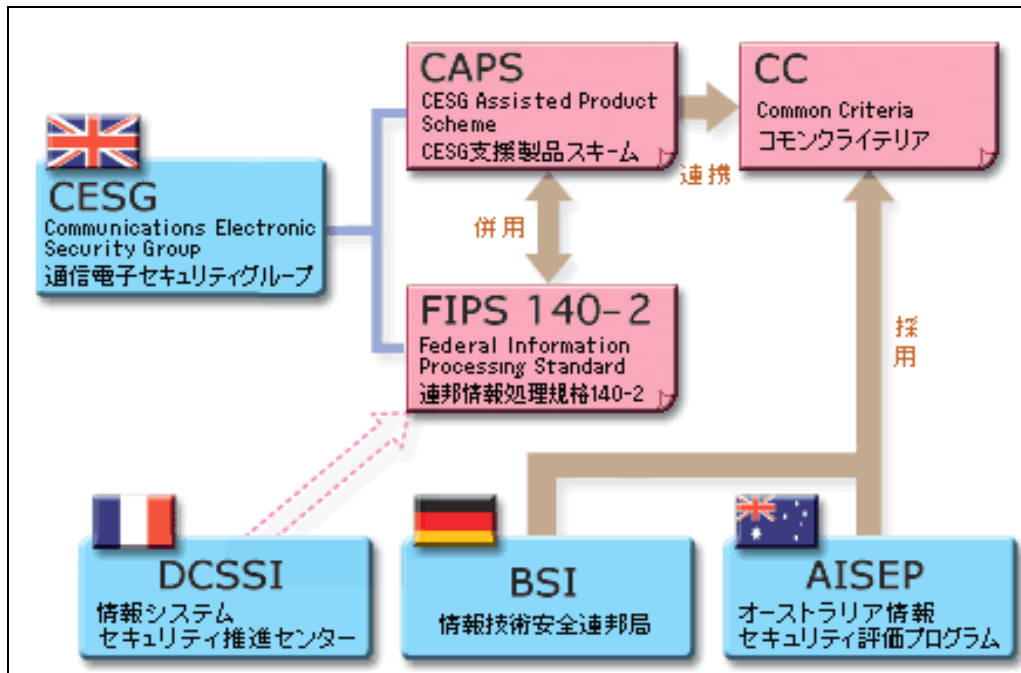 CAPS
CESG Assisted Product
Scheme
CESG支援製品スキーム
CC
Common Criteria
コモンクライテリア
連携
CESG
Communications Electronic
Security Group
通信電子セキュリティグループ
併用
FIPS 140-2
Federal Information
Processing Standard
連邦情報処理規格140-2
採用
DCSSI
情報システム
セキュリティ推進センター
BSI
情報技術安全連邦局
AISEP
オーストラリア情報
セキュリティ評価プログラム